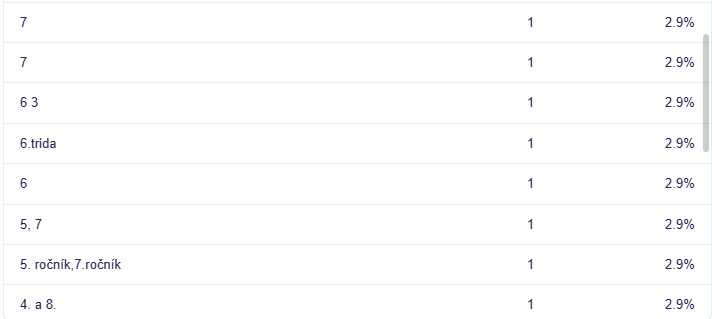 7 1 2.9%
7 1 2.9%
6 3 1 2.9%
6.trida 1 2.9%
6 1 2.9%
5, 7 1 2.9%
5. ročník,7.ročník 1 2.9%
4. a 8. 1 2.9%